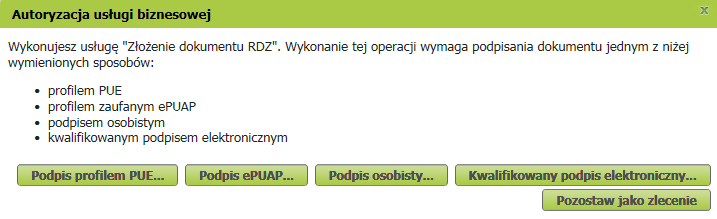 Autoryzacja usługi biznesowej
Wykonujesz usługę "Złożenie dokumentu RDZ". Wykonanie tej operacji wymaga podpisania dokumentu jednym z niżej
wymienionych sposobów:
• profilem PUE
• profilem zaufanym ePUAP
• podpisem osobistym
• kwalifikowanym podpisem elektronicznym
Podpis profilem PUE... Podpis ePUAP... Podpis osobisty... Kwalifikowany podpis elektroniczny...
Pozostaw jako zlecenie